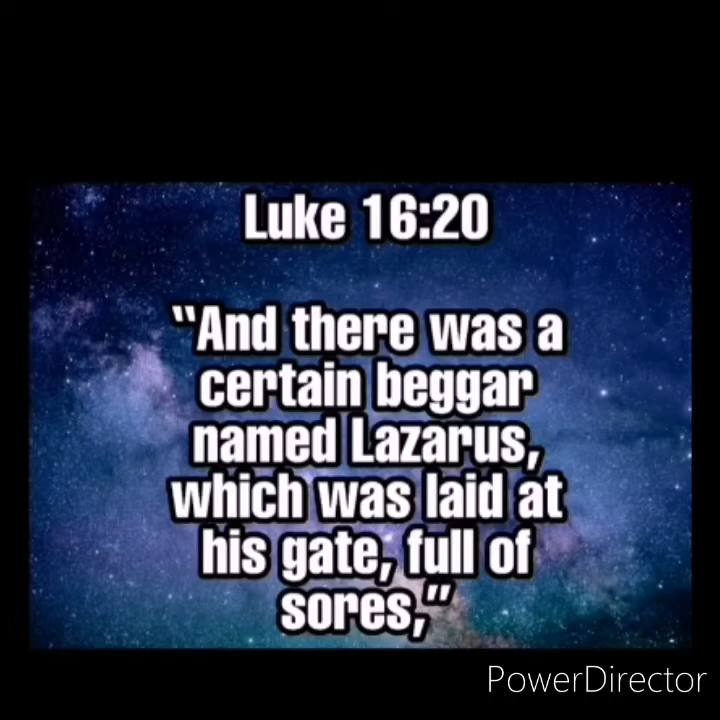 Luke 16:20
“And there was a
certain beggar
named Lazarus,
which was laid at
his gate, full of
sores,”
PowerDirector